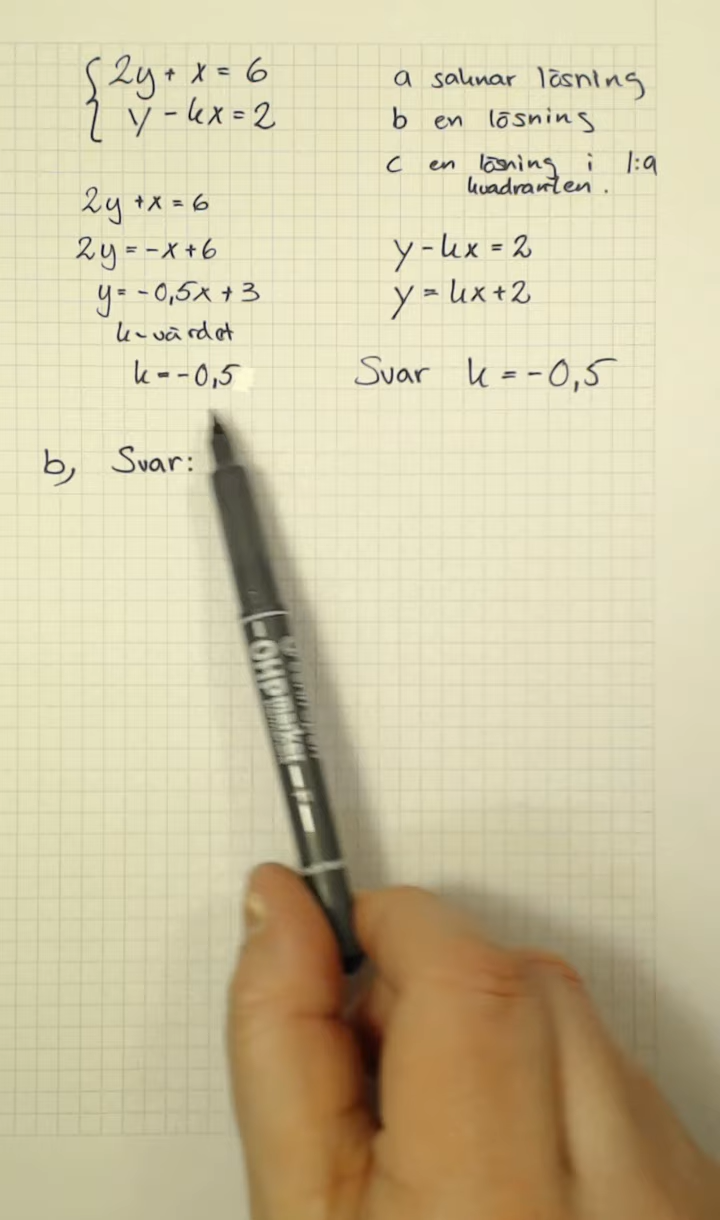 2y + x = 6
y - kx = 2
a saknar lösning
b en lösning
c en lösning i 1:a
kvadranten.
2y + x = 6
2y = -x + 6
y = -0,5x + 3
k-värdet
k = -0,5
y - kx = 2
y = kx + 2
Svar k = -0,5
b, Svar:
OHP